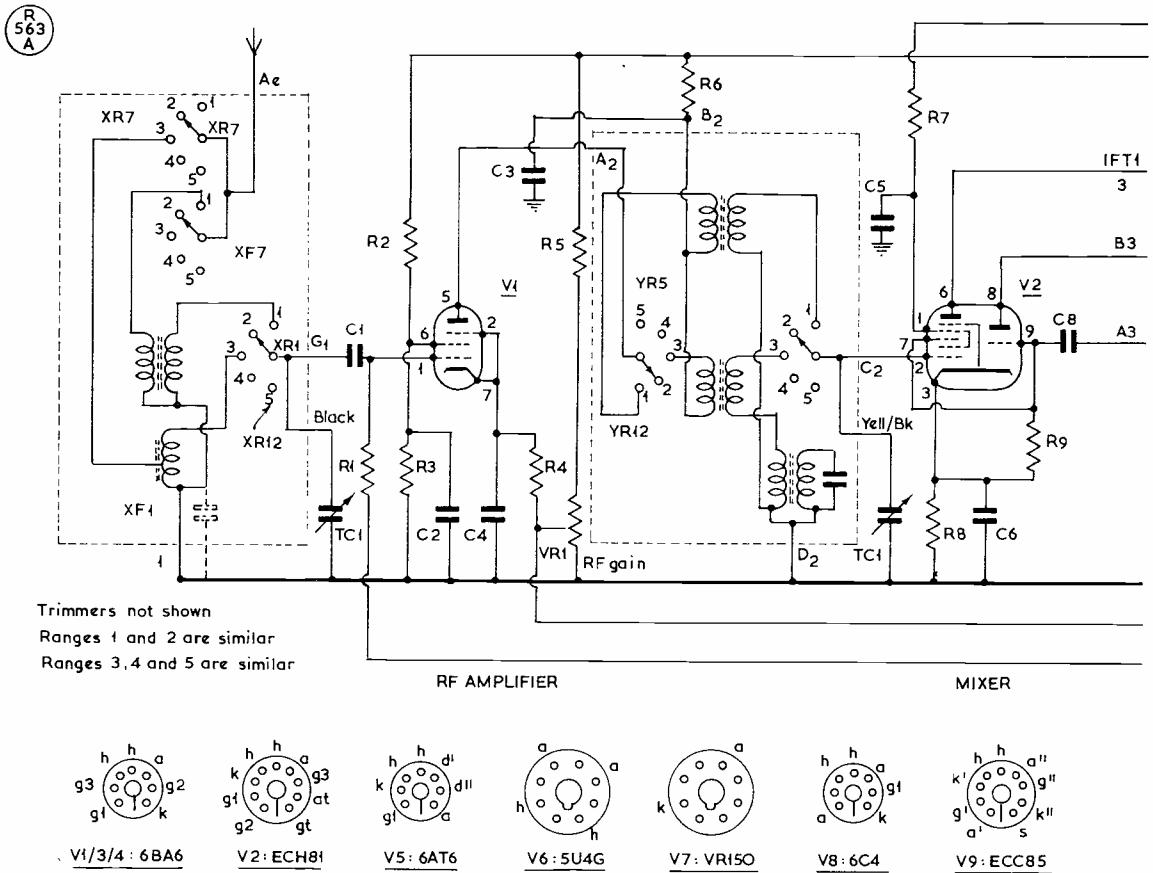 R
563
A
Ae
XR7
2
1
XR7
3
4
5
1
2
3
XF7
4
5
1
2
3
XR1
4
5
XR12
XF1
1
G1
C1
Black
TC1
R1
R2
R3
C2
C4
V1
5
6
2
1
7
R4
VR1
RF gain
R5
R6
B2
C3
A2
YR5
5
4
3
2
1
YR12
1
2
3
4
5
D2
C2
Yell/Bk
TC1
R7
C5
IFT1
3
B3
A3
V2
6
8
1
7
2
3
9
C8
R9
R8
C6
Trimmers not shown
Ranges 1 and 2 are similar
Ranges 3, 4 and 5 are similar
RF AMPLIFIER
MIXER
h h a g3 g2 g1 k
V1/3/4: 6BA6
h h a k g3 g1 at g2 gt
V2: ECH81
h h d' k d'' g1 a
V5: 6AT6
a a h h
V6: 5U4G
a k
V7: VR150
h h a g1 a k
V8: 6C4
h h a'' k' g'' g' k'' a' s
V9: ECC85